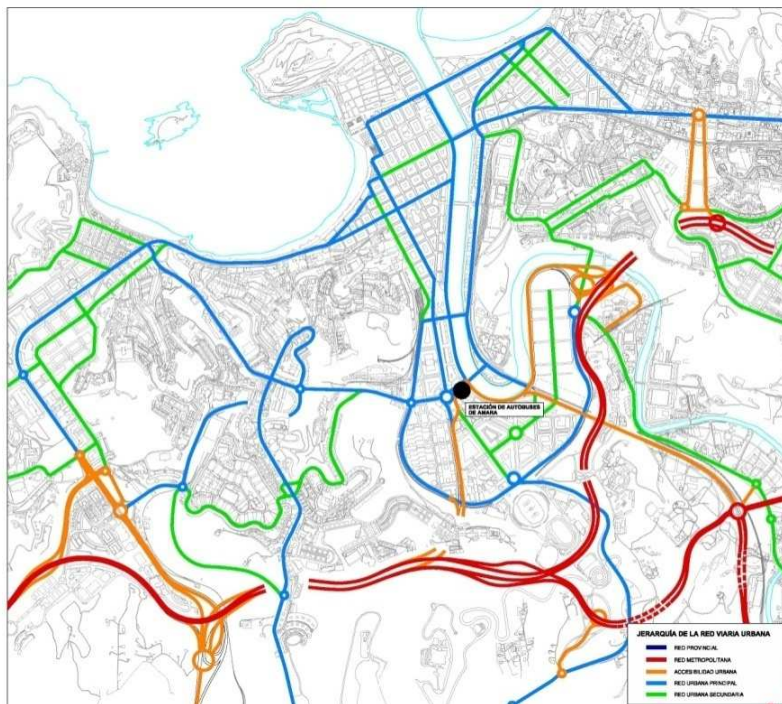 ESTACIÓN DE AUTOBUSES
DE AMARA
JERARQUÍA DE LA RED VIARIA URBANA
RED PROVINCIAL
RED METROPOLITANA
ACCESIBILIDAD URBANA
RED URBANA PRINCIPAL
RED URBANA SECUNDARIA